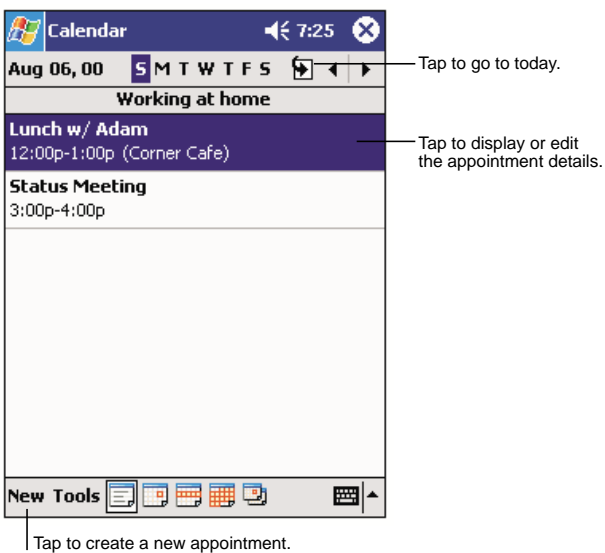 Calendar 7:25
Aug 06, 00 S M T W T F S
Tap to go to today.
Working at home
Lunch w/ Adam
12:00p-1:00p (Corner Cafe)
Tap to display or edit
the appointment details.
Status Meeting
3:00p-4:00p
New Tools
Tap to create a new appointment.